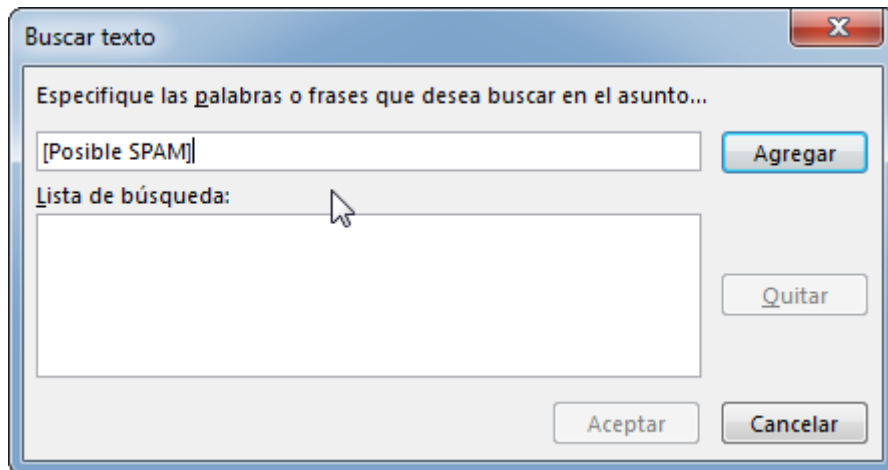 Buscar texto
Especifique las palabras o frases que desea buscar en el asunto...
[Posible SPAM]
Agregar
Lista de búsqueda:
Quitar
Aceptar
Cancelar